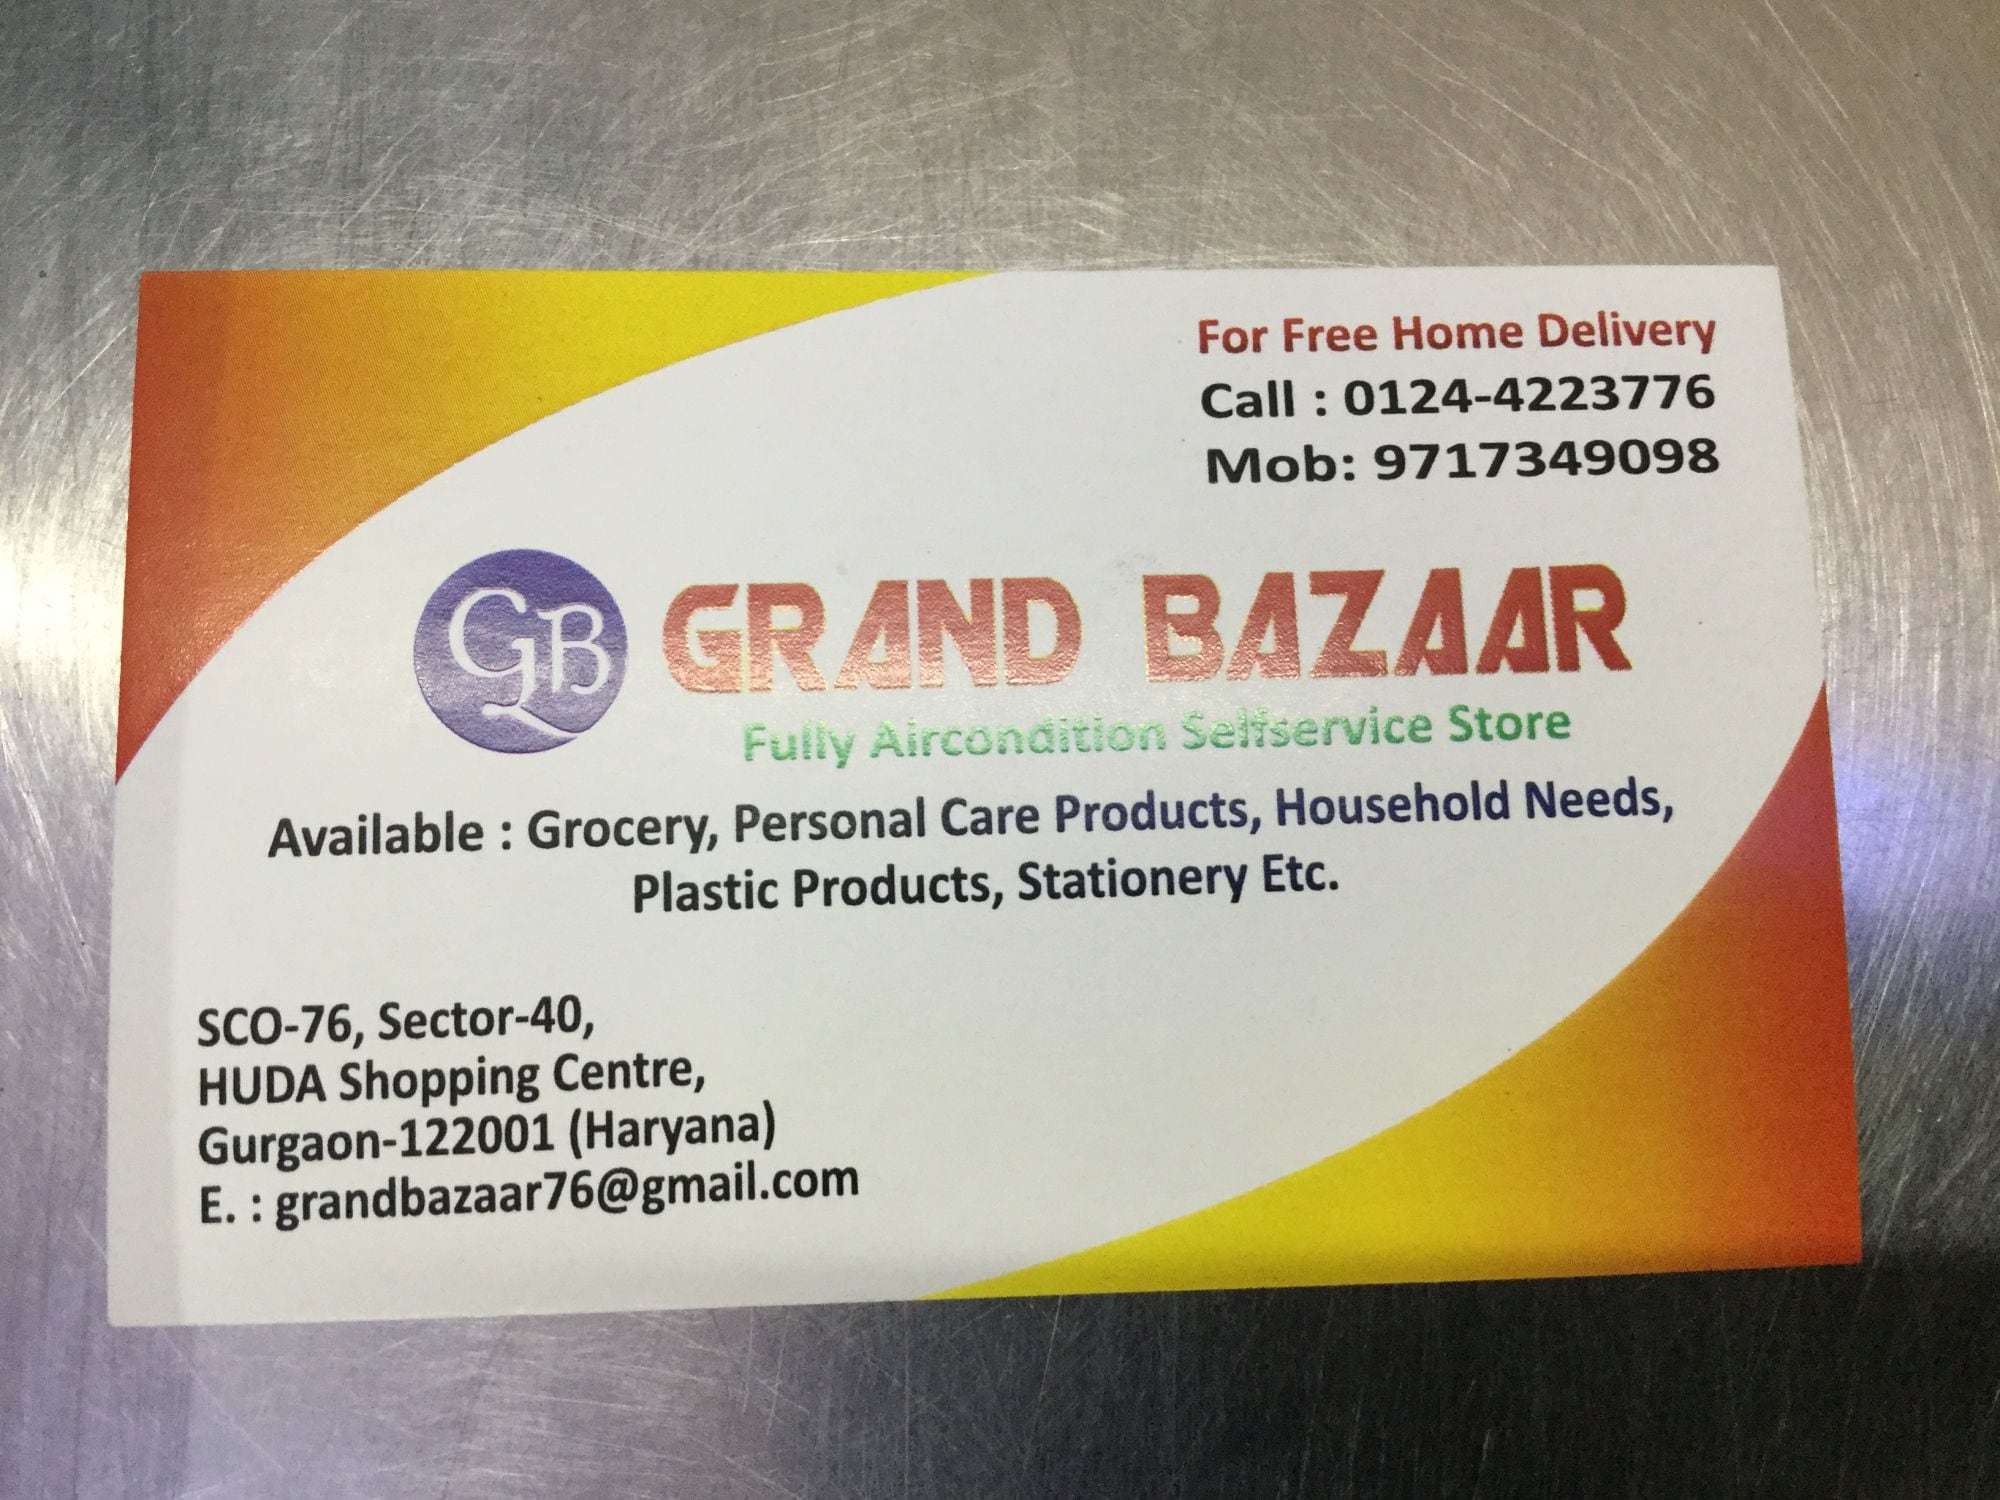 For Free Home Delivery
Call : 0124-4223776
Mob: 9717349098
GB GRAND BAZAAR
Fully Aircondition Selfservice Store
Available : Grocery, Personal Care Products, Household Needs,
Plastic Products, Stationery Etc.
SCO-76, Sector-40,
HUDA Shopping Centre,
Gurgaon-122001 (Haryana)
E. : grandbazaar76@gmail.com